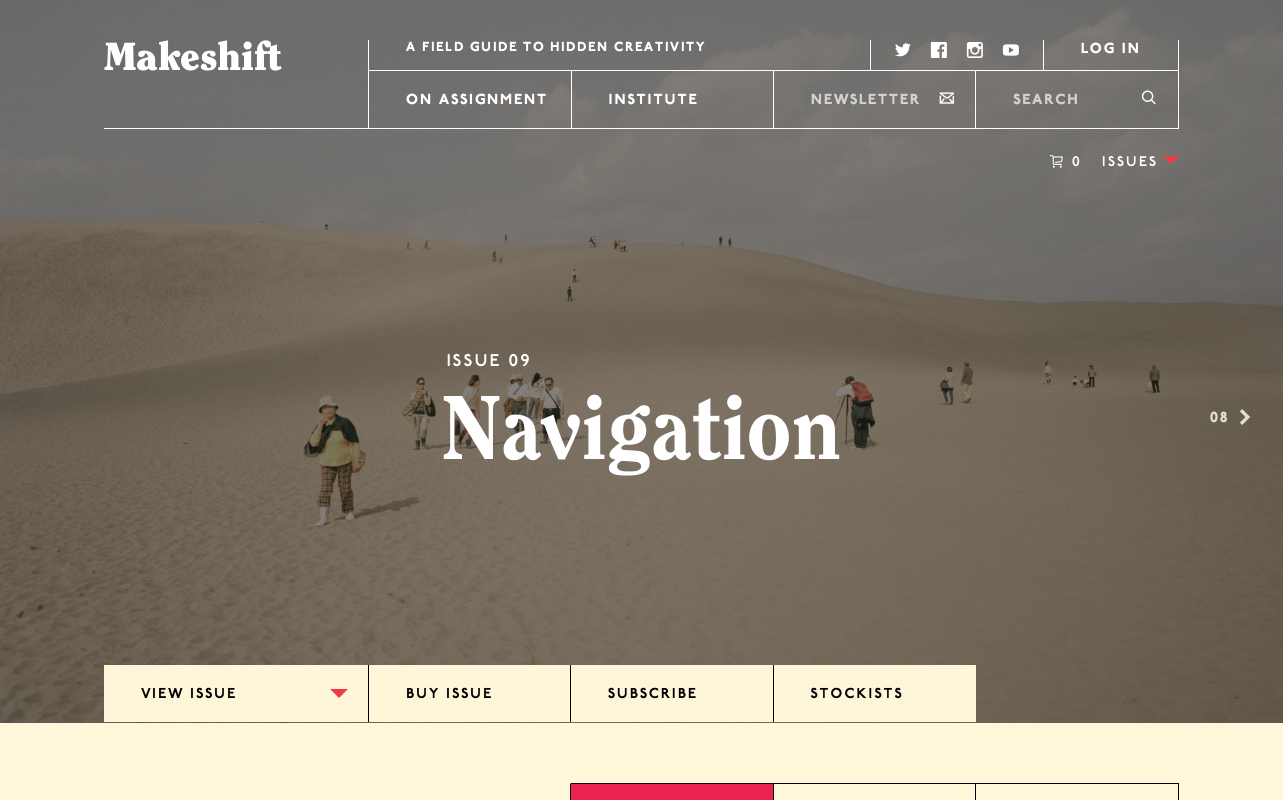 Makeshift
A FIELD GUIDE TO HIDDEN CREATIVITY
LOG IN
ON ASSIGNMENT
INSTITUTE
NEWSLETTER
SEARCH
0
ISSUES
ISSUE 09
Navigation
08
VIEW ISSUE
BUY ISSUE
SUBSCRIBE
STOCKISTS